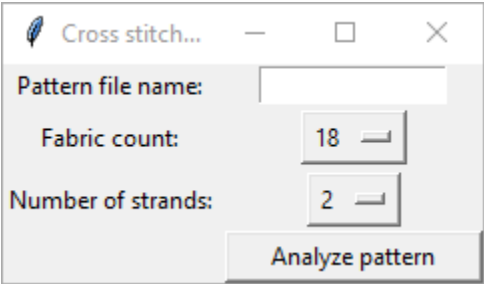 Cross stitch...
Pattern file name:
Fabric count: 18
Number of strands: 2
Analyze pattern